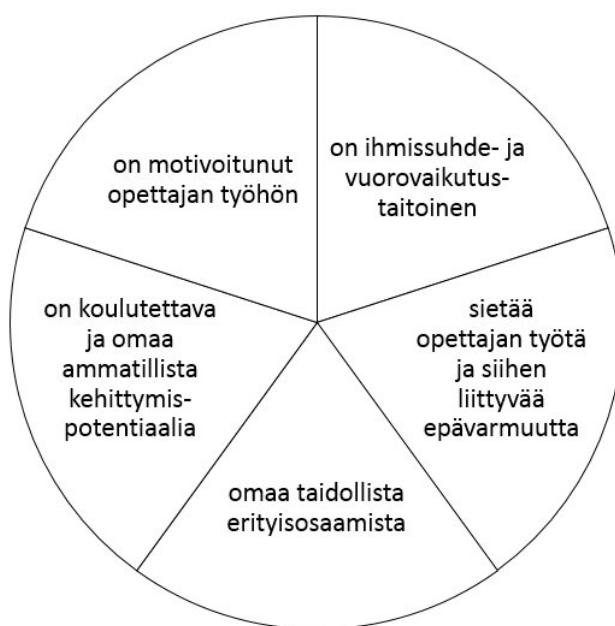 on motivoitunut
opettajan työhön
on ihmissuhde- ja
vuorovaikutus-
taitoinen
on koulutettava
ja omaa
ammatillista
kehittymis-
potentiaalia
sietää
opettajan työtä
ja siihen
liittyvää
epävarmuutta
omaa taidollista
erityisosaamista